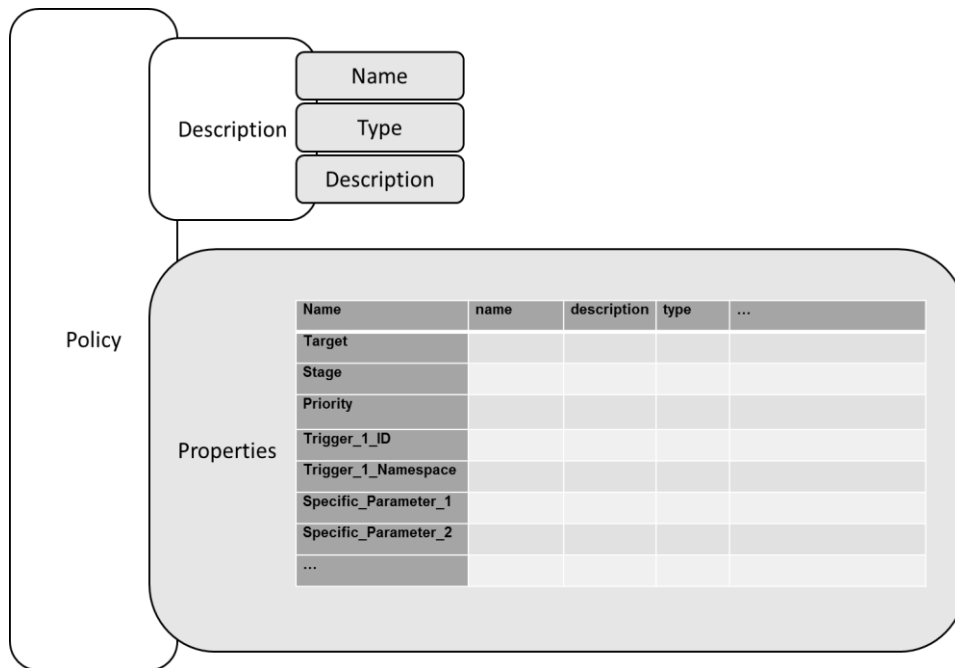 Policy
Description
Name
Type
Description
Properties
Name name description type ...
Target
Stage
Priority
Trigger_1_ID
Trigger_1_Namespace
Specific_Parameter_1
Specific_Parameter_2
...